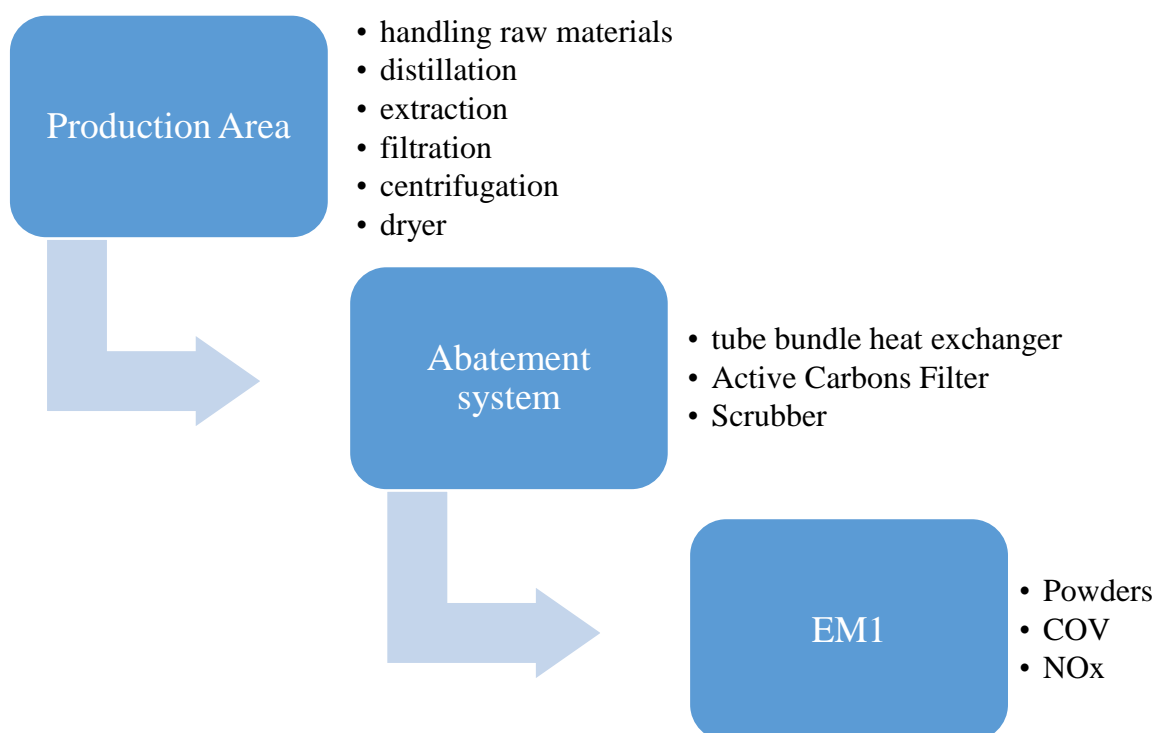 Production Area
• handling raw materials
• distillation
• extraction
• filtration
• centrifugation
• dryer
Abatement
system
• tube bundle heat exchanger
• Active Carbons Filter
• Scrubber
EM1
• Powders
• COV
• NOx